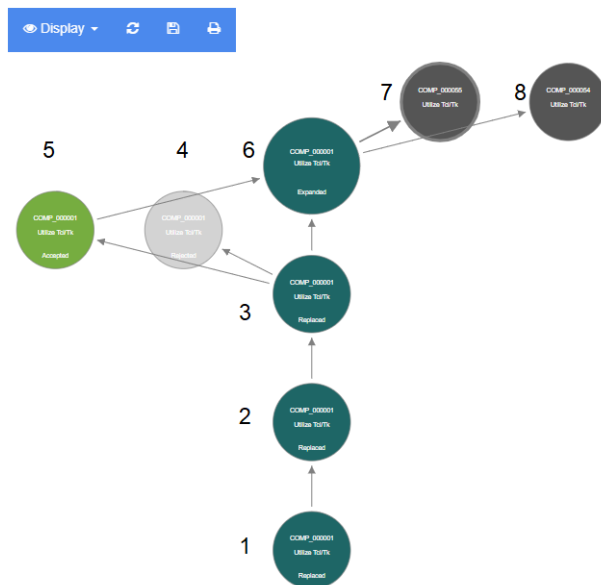 Display
7
COMP_000055
Utilize Tcl/Tk
8
COMP_000054
Utilize Tcl/Tk
5
4
6
COMP_000001
Utilize Tcl/Tk
Expanded
COMP_000001
Utilize Tcl/Tk
Accepted
COMP_000001
Utilize Tcl/Tk
Rejected
3
COMP_000001
Utilize Tcl/Tk
Replaced
2
COMP_000001
Utilize Tcl/Tk
Replaced
1
COMP_000001
Utilize Tcl/Tk
Replaced